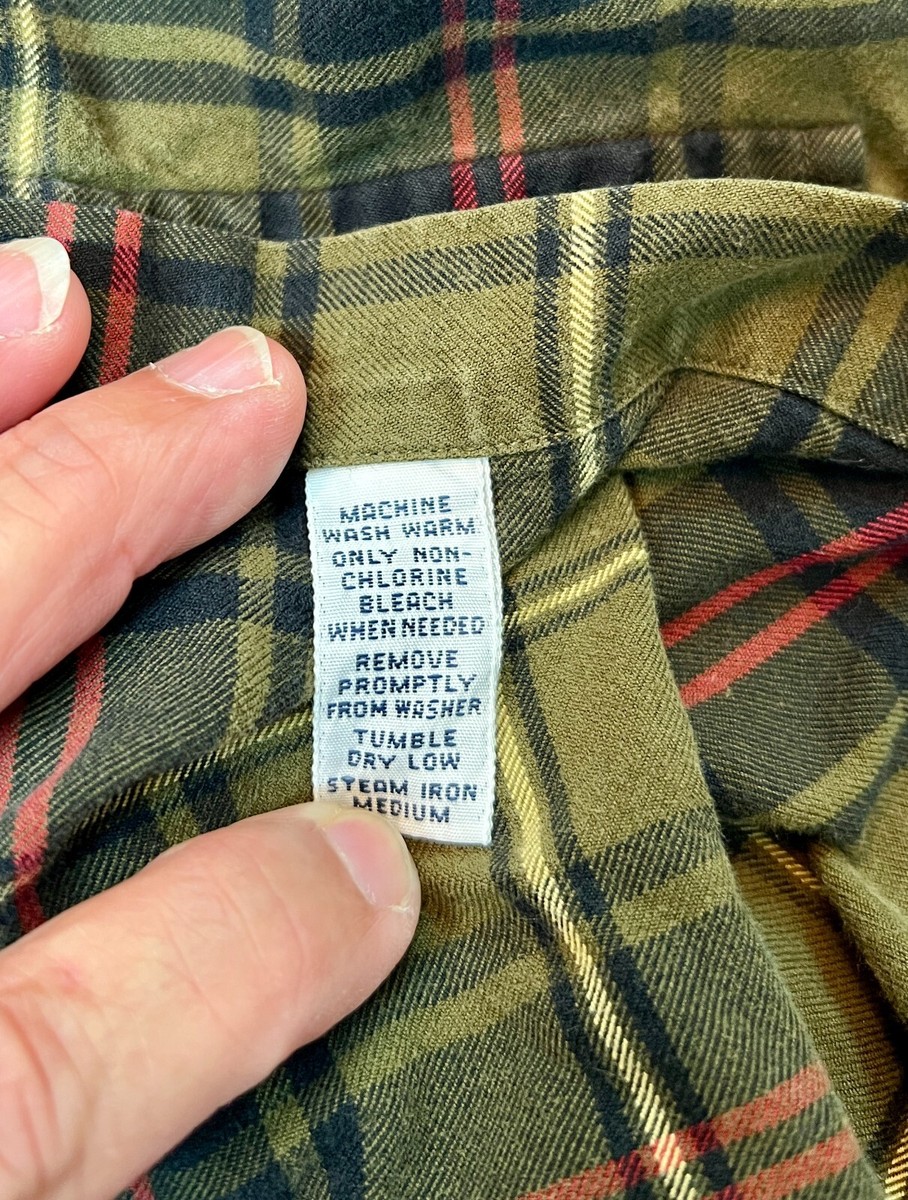 MACHINE
WASH WARM
ONLY NON-
CHLORINE
BLEACH
WHEN NEEDED
REMOVE
PROMPTLY
FROM WASHER
TUMBLE
DRY LOW
STEAM IRON
MEDIUM